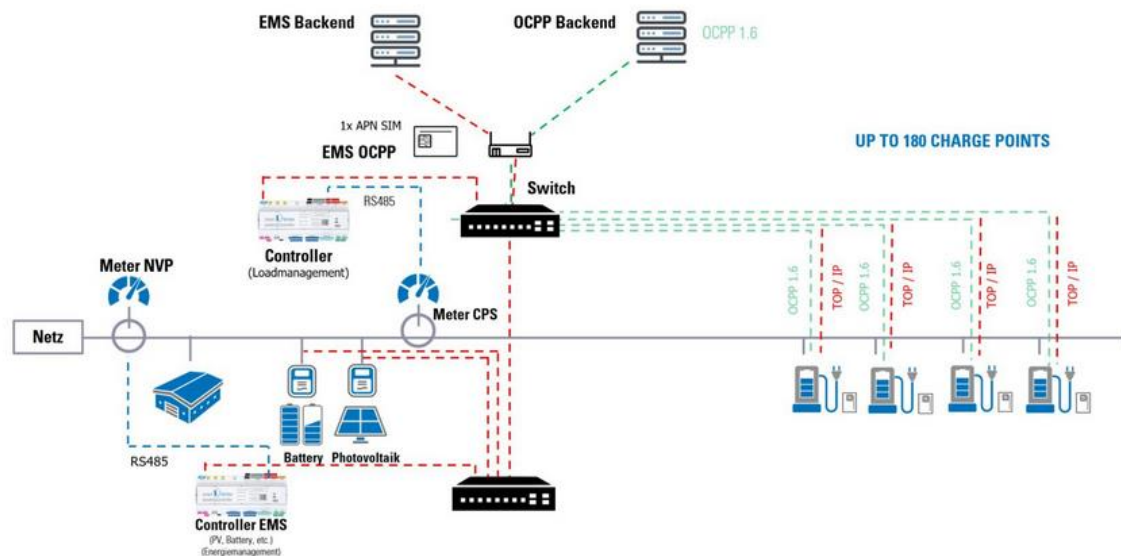 EMS Backend
OCPP Backend
OCPP 1.6
1x APN SIM
EMS OCPP
UP TO 180 CHARGE POINTS
Switch
RS485
Controller
(Loadmanagement)
Meter NVP
Meter CPS
Netz
OCPP 1.6
TOP / IP
OCPP 1.6
TOP / IP
OCPP 1.6
TOP / IP
OCPP 1.6
TOP / IP
RS485
Battery
Photovoltaik
Controller EMS
(PV, Battery, etc.)
(Energiemanagement)